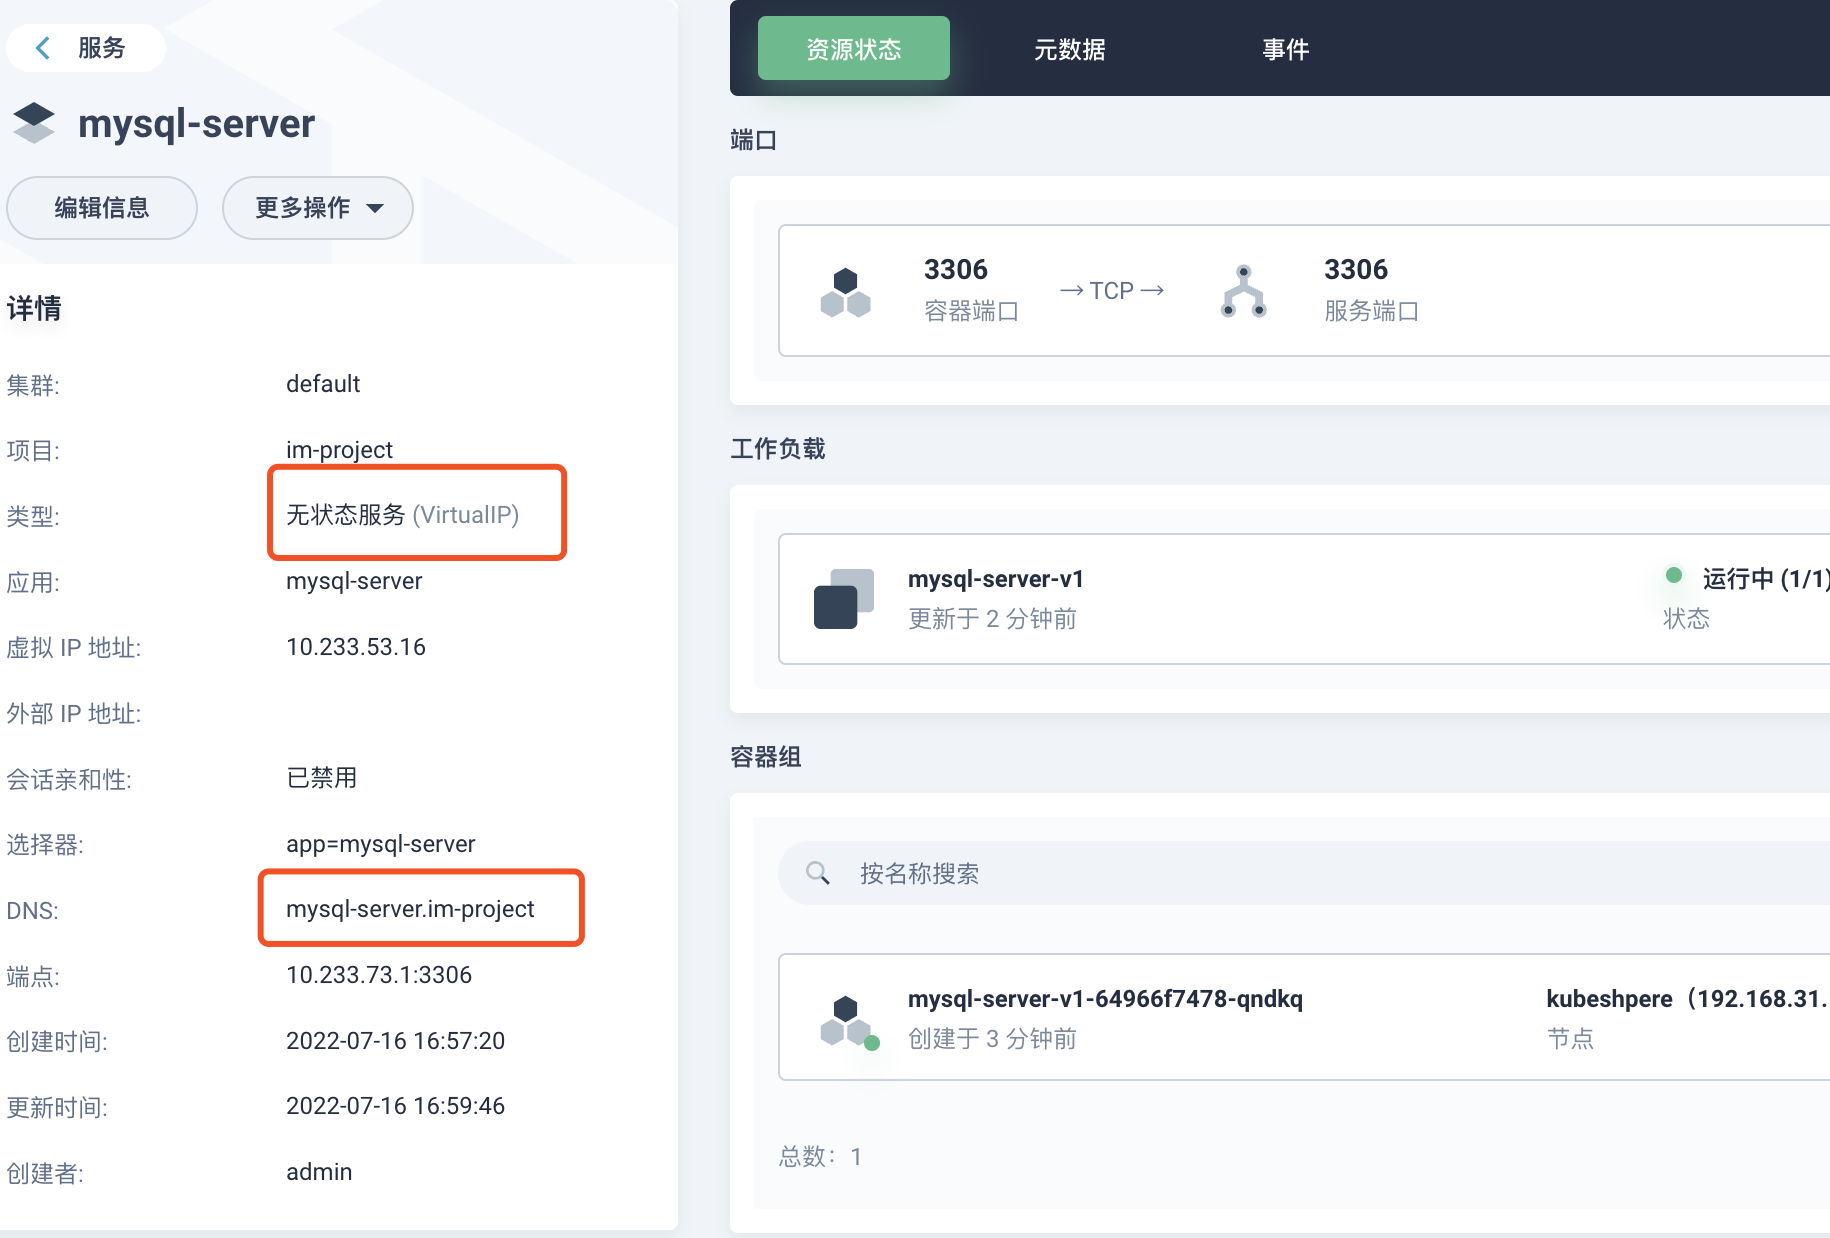 服务
mysql-server
编辑信息
更多操作
详情
集群:
default
项目:
im-project
类型:
无状态服务 (VirtualIP)
应用:
mysql-server
虚拟 IP 地址:
10.233.53.16
外部 IP 地址:
会话亲和性:
已禁用
选择器:
app=mysql-server
DNS:
mysql-server.im-project
端点:
10.233.73.1:3306
创建时间:
2022-07-16 16:57:20
更新时间:
2022-07-16 16:59:46
创建者:
admin
资源状态
元数据
事件
端口
3306
容器端口
TCP
3306
服务端口
工作负载
mysql-server-v1
更新于 2 分钟前
运行中 (1/1)
状态
容器组
按名称搜索
mysql-server-v1-64966f7478-qndkq
创建于 3 分钟前
kubeshpere（192.168.31.
节点
总数：1